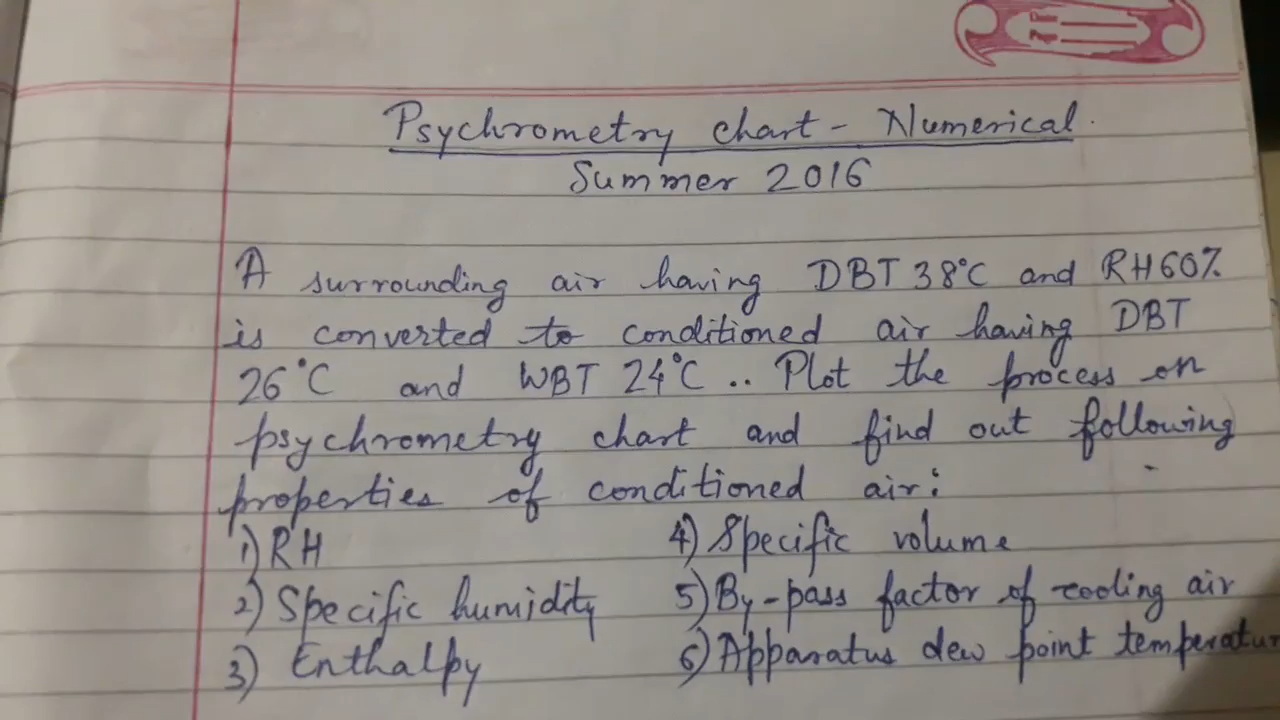 Psychrometry chart - Numerical.
Summer 2016
A surrounding air having DBT 38°C and RH 60%
is converted to conditioned air having DBT
26°C and WBT 24°C .. Plot the process on
psychrometry chart and find out following
properties of conditioned air:
1) RH 4) Specific volume
2) Specific humidity 5) By-pass factor of cooling air
3) Enthalpy 6) Apparatus dew point temperatur